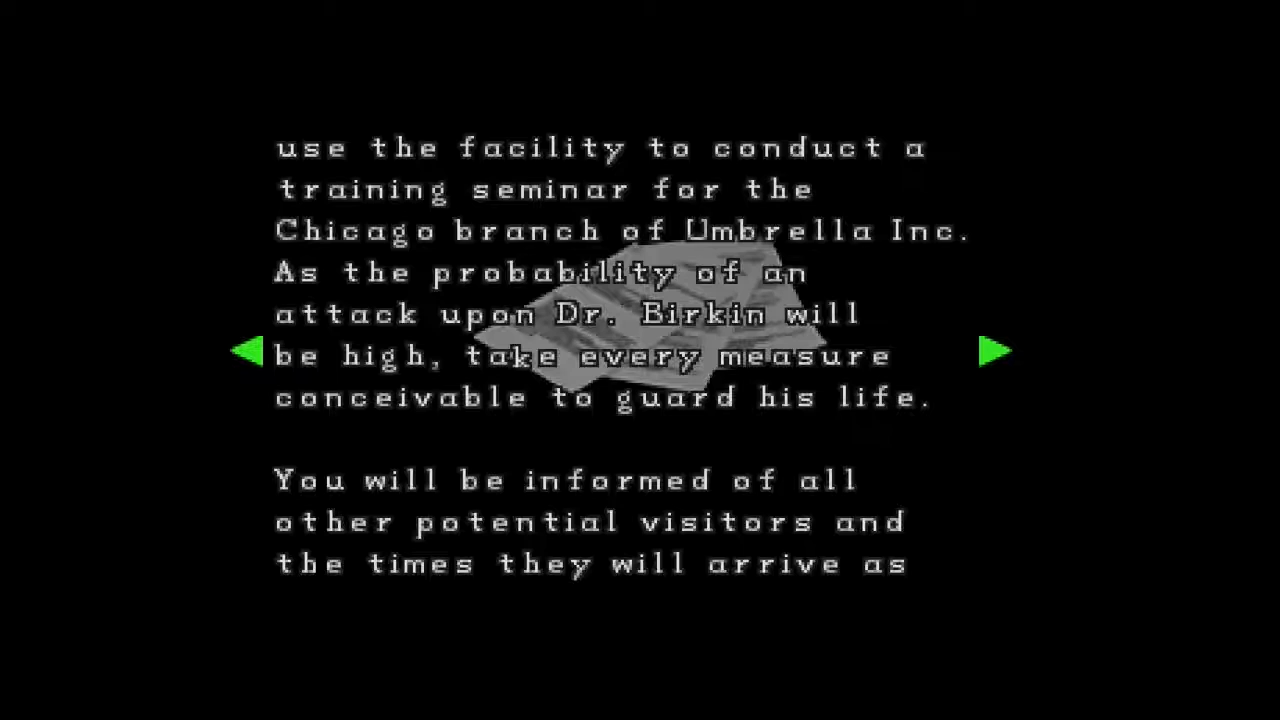 use the facility to conduct a
training seminar for the
Chicago branch of Umbrella Inc.
As the probability of an
attack upon Dr. Birkin will
be high, take every measure
conceivable to guard his life.
You will be informed of all
other potential visitors and
the times they will arrive as